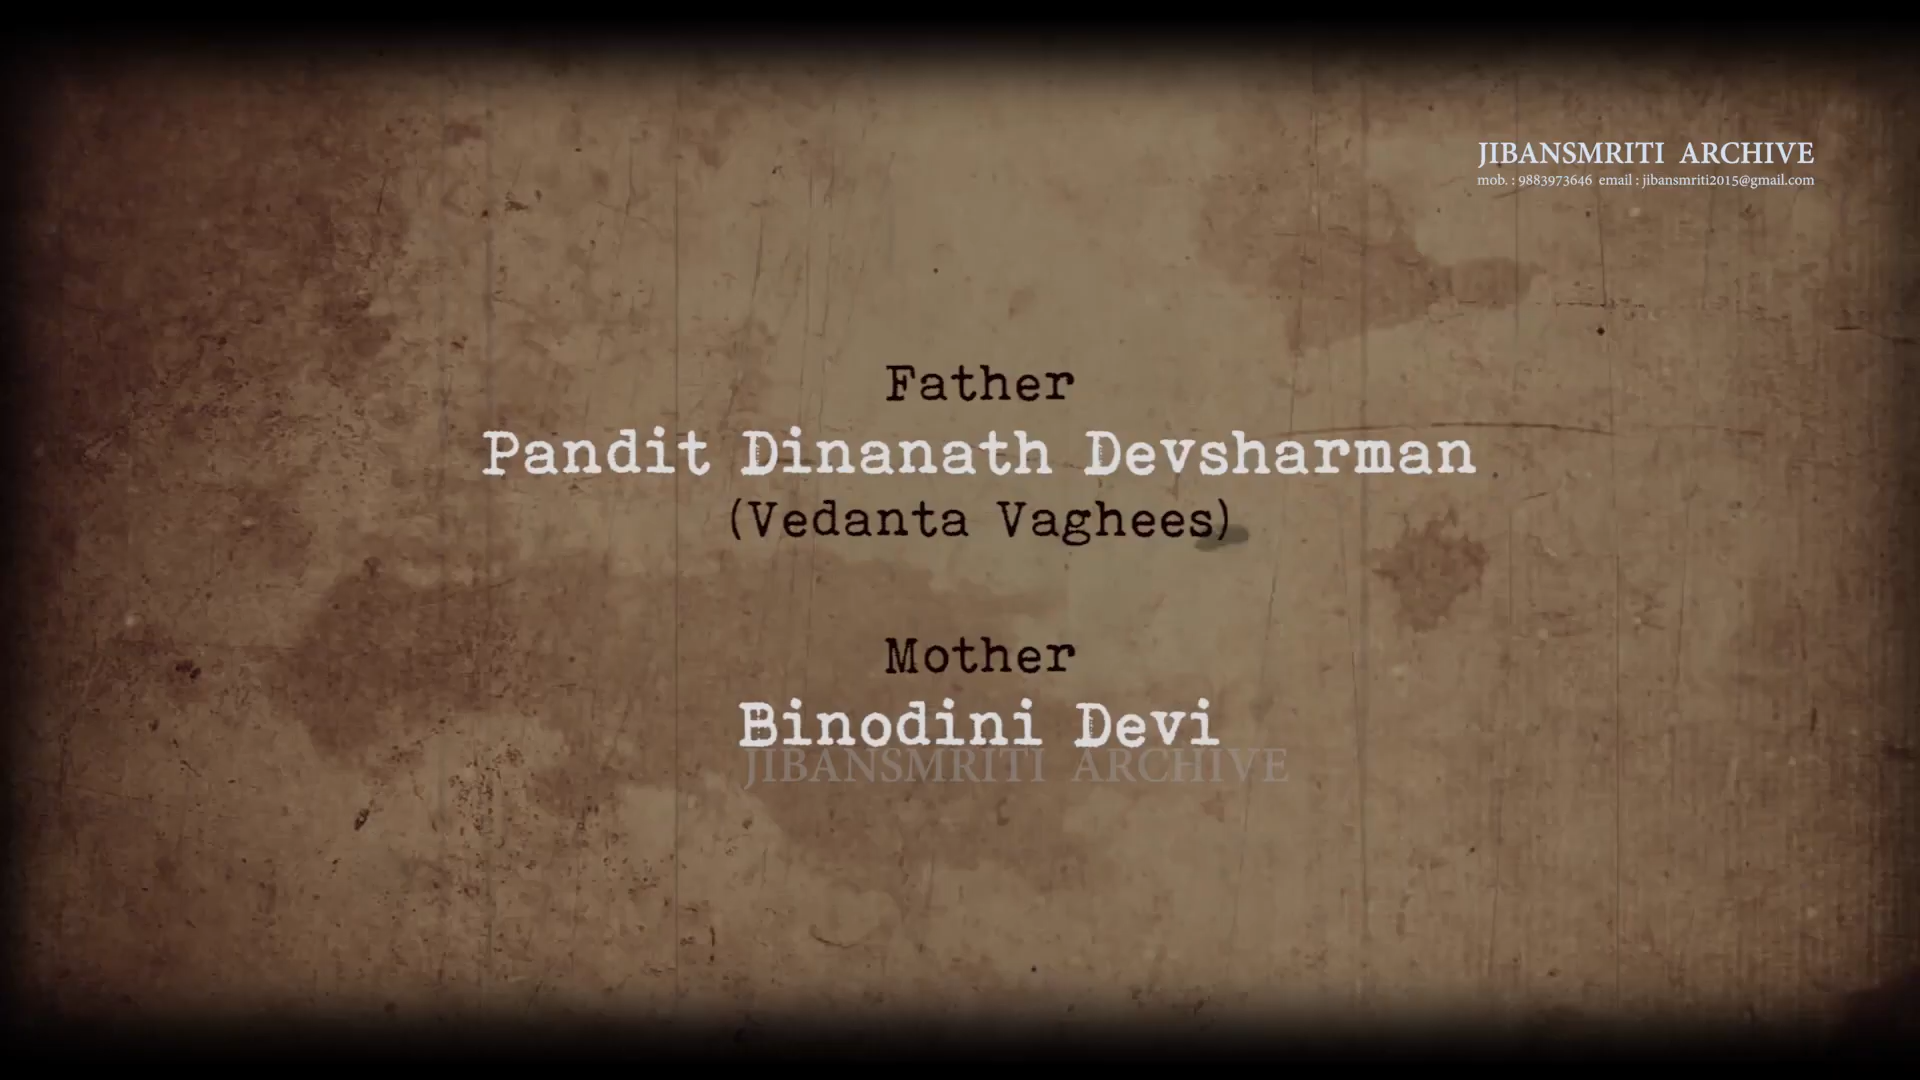 JIBANSMRITI ARCHIVE
mob. : 9883973646 email : jibansmriti2015@gmail.com
Father
Pandit Dinanath Devsharman
(Vedanta Vaghees)
Mother
Binodini Devi
JIBANSMRITI ARCHIVE